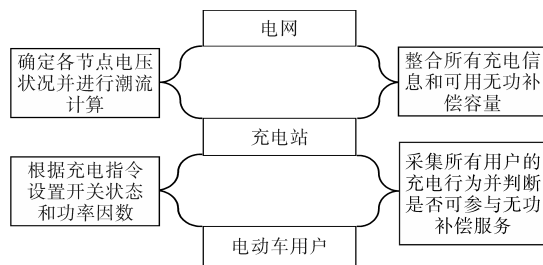 电网
确定各节点电压
状况并进行潮流
计算
整合所有充电信
息和可用无功补
偿容量
充电站
根据充电指令
设置开关状态
和功率因数
采集所有用户的
充电行为并判断
是否可参与无功
补偿服务
电动车用户